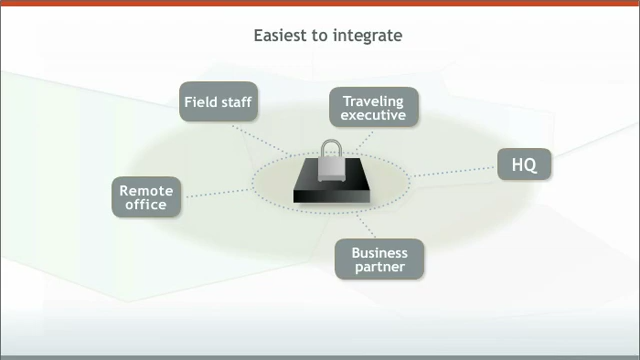 Easiest to integrate
Field staff
Traveling
executive
HQ
Remote
office
Business
partner